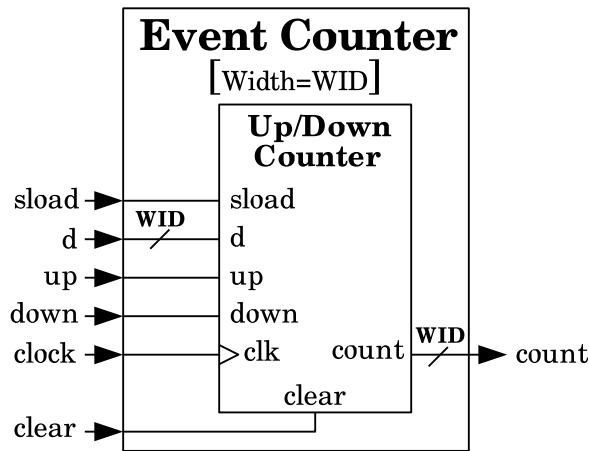 Event Counter
[Width=WID]
Up/Down
Counter
sload
sload
WID
d
d
up
up
down
down
clock
clk
count
WID
count
clear
clear